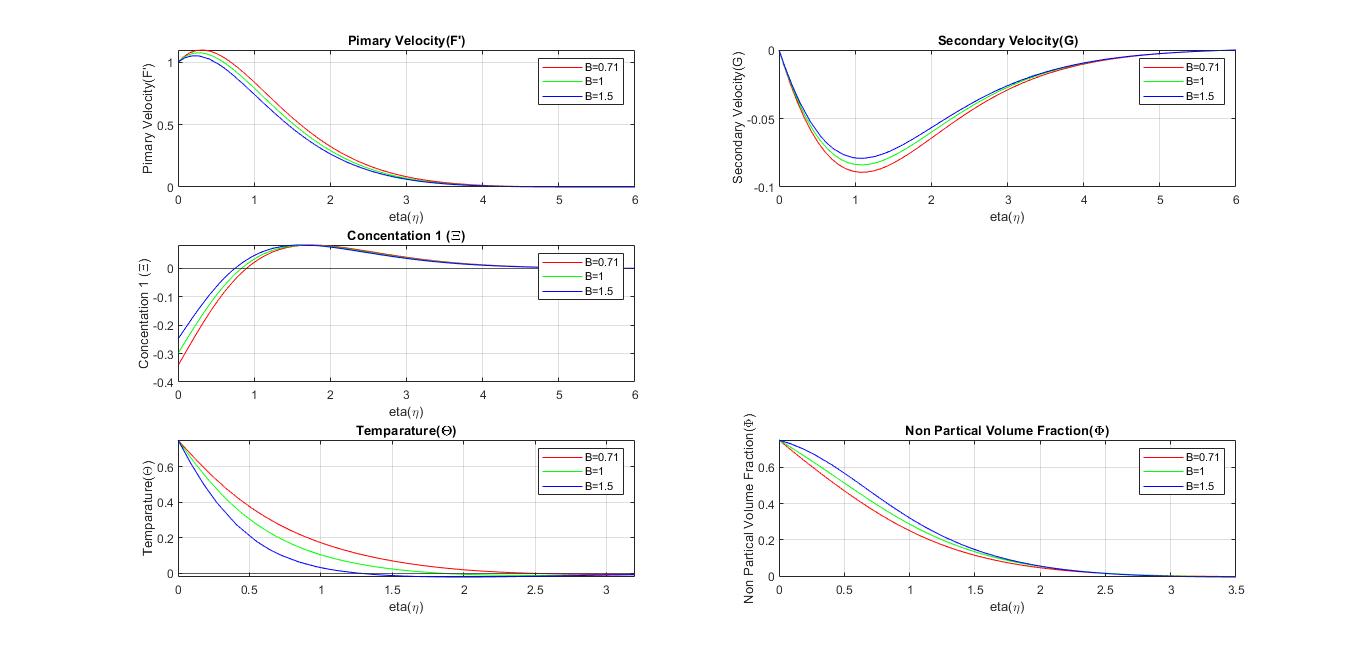 Pimary Velocity(F')
Pimary Velocity(F')
1
0.5
0
0 1 2 3 4 5 6
eta(η)
B=0.71
B=1
B=1.5
Secondary Velocity(G)
Secondary Velocity(G)
0
-0.05
-0.1
0 1 2 3 4 5 6
eta(η)
B=0.71
B=1
B=1.5
Concentation 1 (Ξ)
Concentation 1 (Ξ)
0
-0.1
-0.2
-0.3
-0.4
0 1 2 3 4 5 6
eta(η)
B=0.71
B=1
B=1.5
Temparature(Θ)
Temparature(Θ)
0.6
0.4
0.2
0
0 0.5 1 1.5 2 2.5 3
eta(η)
B=0.71
B=1
B=1.5
Non Partical Volume Fraction(Φ)
Non Partical Volume Fraction(Φ)
0.6
0.4
0.2
0
0 0.5 1 1.5 2 2.5 3 3.5
eta(η)
B=0.71
B=1
B=1.5